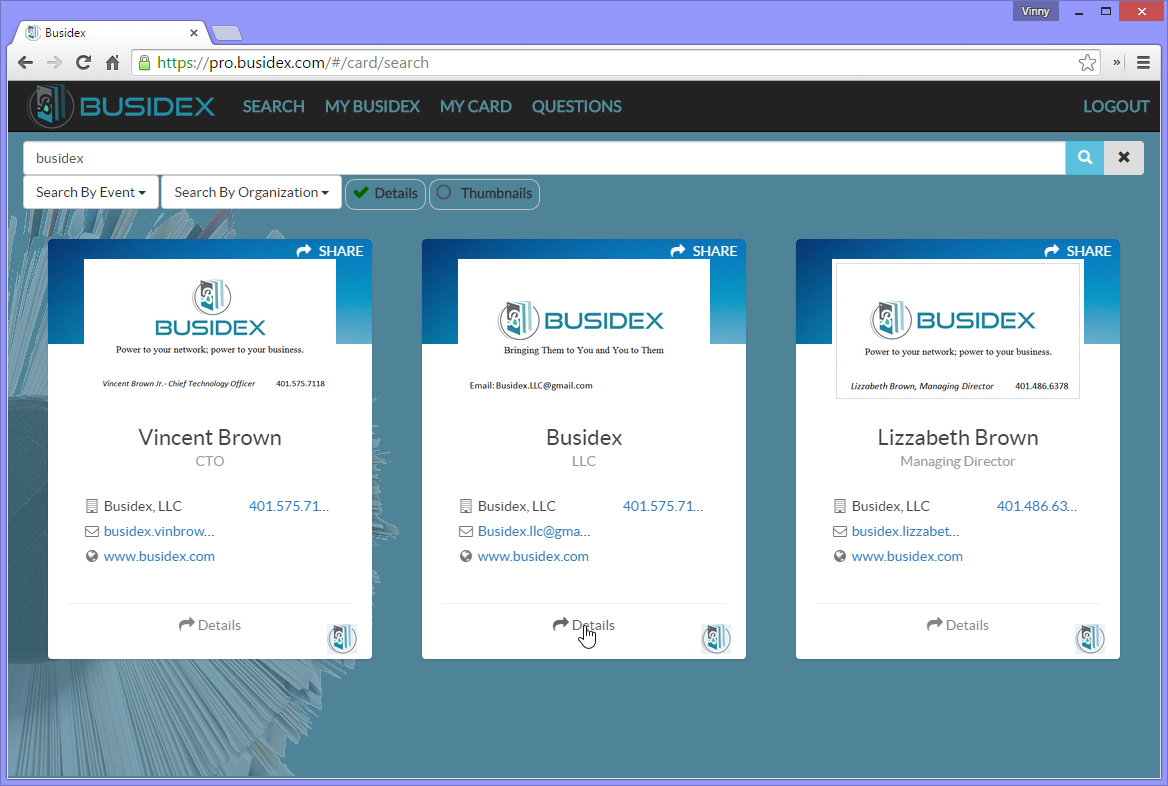 Vinny
Busidex
https://pro.busidex.com/#/card/search
BUSIDEX SEARCH MY BUSIDEX MY CARD QUESTIONS LOGOUT
busidex
Search By Event Search By Organization Details Thumbnails
SHARE
BUSIDEX
Power to your network; power to your business.
Vincent Brown Jr.- Chief Technology Officer 401.575.7118
Vincent Brown
CTO
Busidex, LLC 401.575.71...
busidex.vinbrow...
www.busidex.com
Details
SHARE
BUSIDEX
Bringing Them to You and You to Them
Email: Busidex.LLC@gmail.com
Busidex
LLC
Busidex, LLC 401.575.71...
Busidex.llc@gma...
www.busidex.com
Details
SHARE
BUSIDEX
Power to your network; power to your business.
Lizzabeth Brown, Managing Director 401.486.6378
Lizzabeth Brown
Managing Director
Busidex, LLC 401.486.63...
busidex.lizzabet...
www.busidex.com
Details